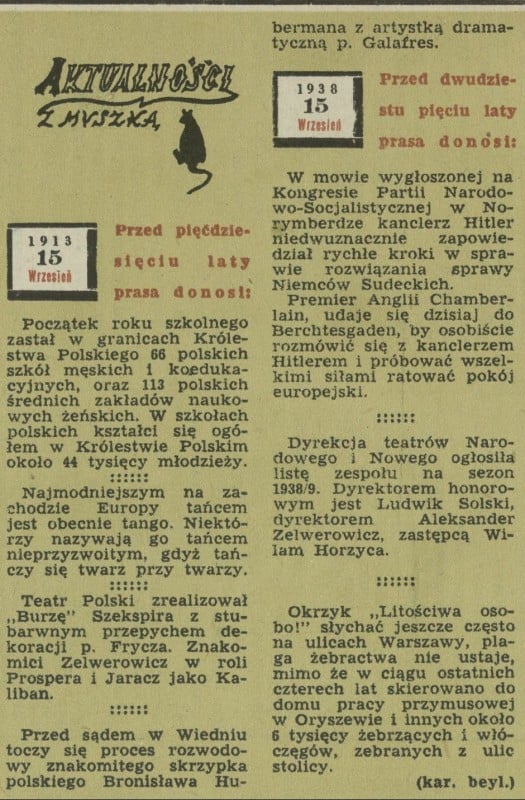 AKTUALNOŚCI
Z MYSZKĄ
1913
15
Wrzesień
Przed pięćdzie-
sięciu laty
prasa donosi:
Początek roku szkolnego
zastał w granicach Króle-
stwa Polskiego 66 polskich
szkół męskich i koeduka-
cyjnych, oraz 113 polskich
średnich zakładów nauko-
wych żeńskich. W szkołach
polskich kształci się ogó-
łem w Królestwie Polskim
około 44 tysięcy młodzieży.
::::::
Najmodniejszym na za-
chodzie Europy tańcem
jest obecnie tango. Niektó-
rzy nazywają go tańcem
nieprzyzwoitym, gdyż tań-
czy się twarz przy twarzy.
::::::
Teatr Polski zrealizował
„Burzę" Szekspira z stu-
barwnym przepychem de-
koracji p. Frycza. Znako-
mici Zelwerowicz w roli
Prospera i Jaracz jako Ka-
liban.
::::::
Przed sądem w Wiedniu
toczy się proces rozwodo-
wy znakomitego skrzypka
polskiego Bronisława Hu-
bermana z artystką drama-
tyczną p. Galafres.
1938
15
Wrzesień
Przed dwudzie-
stu pięciu laty
prasa donosi:
W mowie wygłoszonej na
Kongresie Partii Narodo-
wo-Socjalistycznej w No-
rymberdze kanclerz Hitler
niedwuznacznie zapowie-
dział rychłe kroki w spra-
wie rozwiązania sprawy
Niemców Sudeckich.
Premier Anglii Chamber-
lain, udaje się dzisiaj do
Berchtesgaden, by osobiście
rozmówić się z kanclerzem
Hitlerem i próbować wszel-
kimi siłami ratować pokój
europejski.
::::::
Dyrekcja teatrów Naro-
dowego i Nowego ogłosiła
listę zespołu na sezon
1938/9. Dyrektorem honoro-
wym jest Ludwik Solski,
dyrektorem Aleksander
Zelwerowicz, zastępcą Wi-
lam Horzyca.
::::::
Okrzyk „Litościwa oso-
bo!" słychać jeszcze często
na ulicach Warszawy, pla-
ga żebractwa nie ustaje,
mimo że w ciągu ostatnich
czterech lat skierowano do
domu pracy przymusowej
w Oryszewie i innych około
6 tysięcy żebrzących i włó-
częgów, zebranych z ulic
stolicy.
(kar. beyl.)